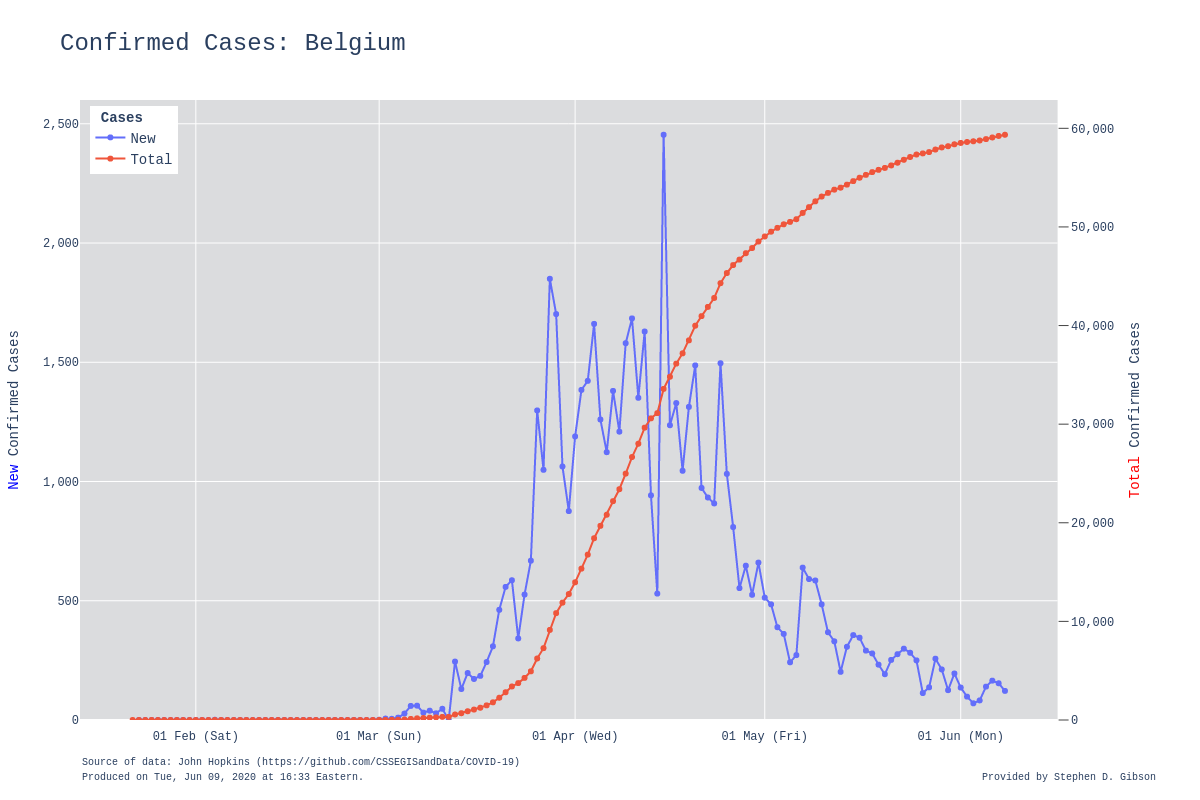 Confirmed Cases: Belgium
Cases
New
Total
2,500
2,000
1,500
1,000
500
0
60,000
50,000
40,000
30,000
20,000
10,000
0
New Confirmed Cases
Total Confirmed Cases
01 Feb (Sat)
01 Mar (Sun)
01 Apr (Wed)
01 May (Fri)
01 Jun (Mon)
Source of data: John Hopkins (https://github.com/CSSEGISandData/COVID-19)
Produced on Tue, Jun 09, 2020 at 16:33 Eastern.
Provided by Stephen D. Gibson